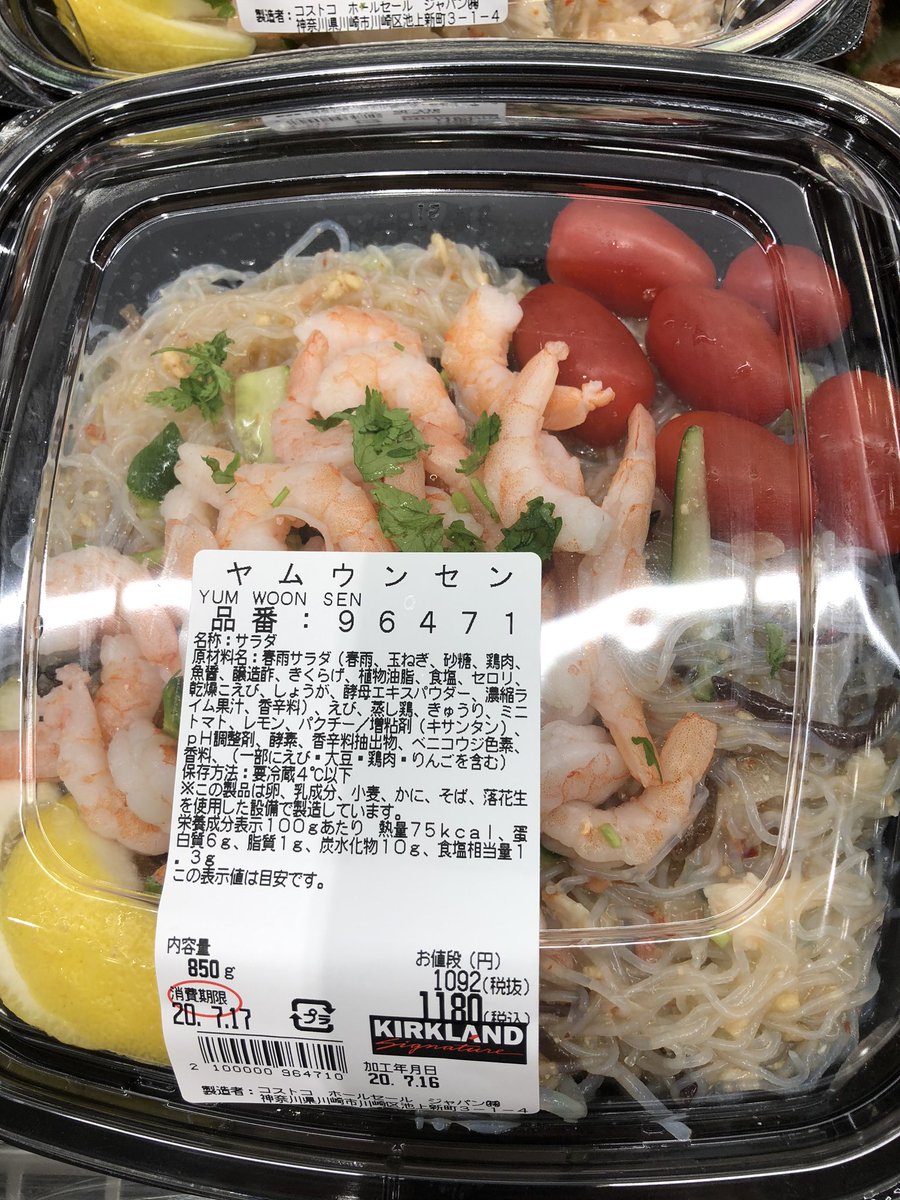 製造者：コストコ ホールセール ジャパン㈱
神奈川県川崎市川崎区池上新町3-1-4
ヤムウンセン
YUM WOON SEN
品番：96471
名称：サラダ
原材料名：春雨サラダ（春雨、玉ねぎ、砂糖、鶏肉、
魚醤、醸造酢、きくらげ、植物油脂、食塩、セロリ、
乾燥こえび、しょうが、酵母エキスパウダー、濃縮ラ
イム果汁、香辛料）、えび、蒸し鶏、きゅうり、ミニ
トマト、レモン、パクチー／増粘剤（キサンタン）、
pH調整剤、酵素、香辛料抽出物、ベニコウジ色素、
香料、（一部にえび・大豆・鶏肉・りんごを含む）
保存方法：要冷蔵4℃以下
※この製品は卵、乳成分、小麦、かに、そば、落花生
を使用した設備で製造しています。
栄養成分表示100gあたり 熱量75kcal、蛋
白質6g、脂質1g、炭水化物10g、食塩相当量1
.3g
この表示値は目安です。
内容量
850g
お値段（円）
1092(税抜)
1180(税込)
消費期限
20.7.17
プラ
KIRKLAND
Signature
2 100000 964710
加工年月日
20.7.16
製造者：コストコ ホールセール ジャパン㈱
神奈川県川崎市川崎区池上新町3-1-4